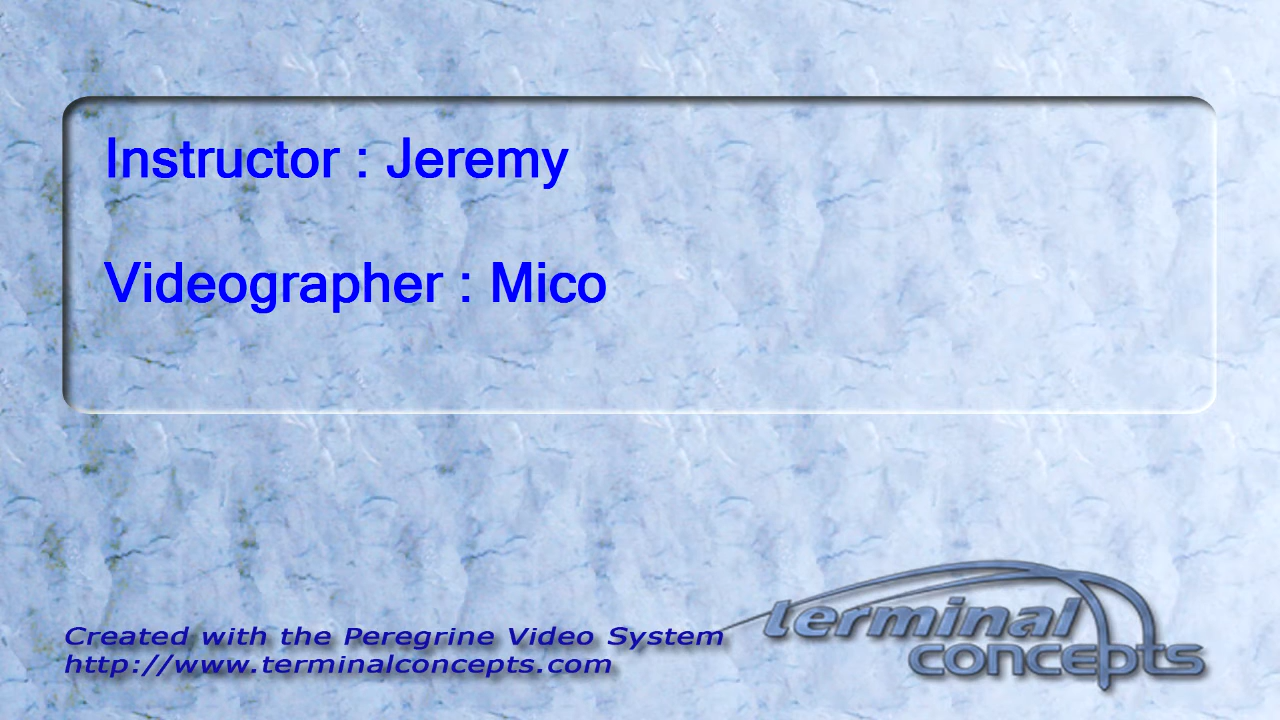 Instructor : Jeremy
Videographer : Mico
Created with the Peregrine Video System
http://www.terminalconcepts.com
terminal
concepts